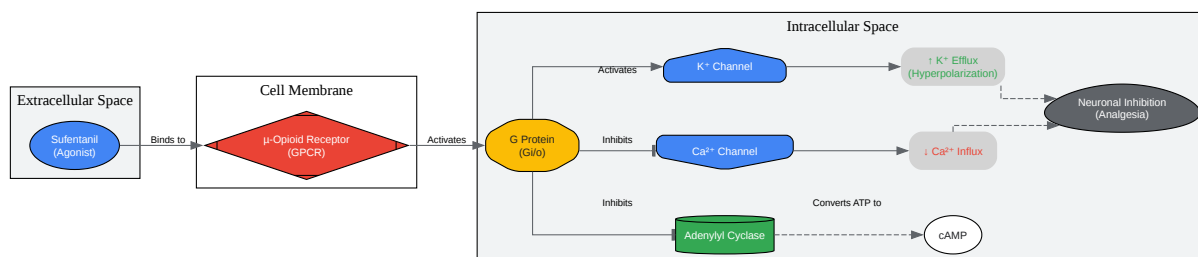 Extracellular Space
Sufentanil
(Agonist)
Binds to
Cell Membrane
µ-Opioid Receptor
(GPCR)
Activates
Intracellular Space
G Protein
(Gi/o)
Activates
K⁺ Channel
↑ K⁺ Efflux
(Hyperpolarization)
Inhibits
Ca²⁺ Channel
↓ Ca²⁺ Influx
Neuronal Inhibition
(Analgesia)
Inhibits
Adenylyl Cyclase
Converts ATP to
cAMP